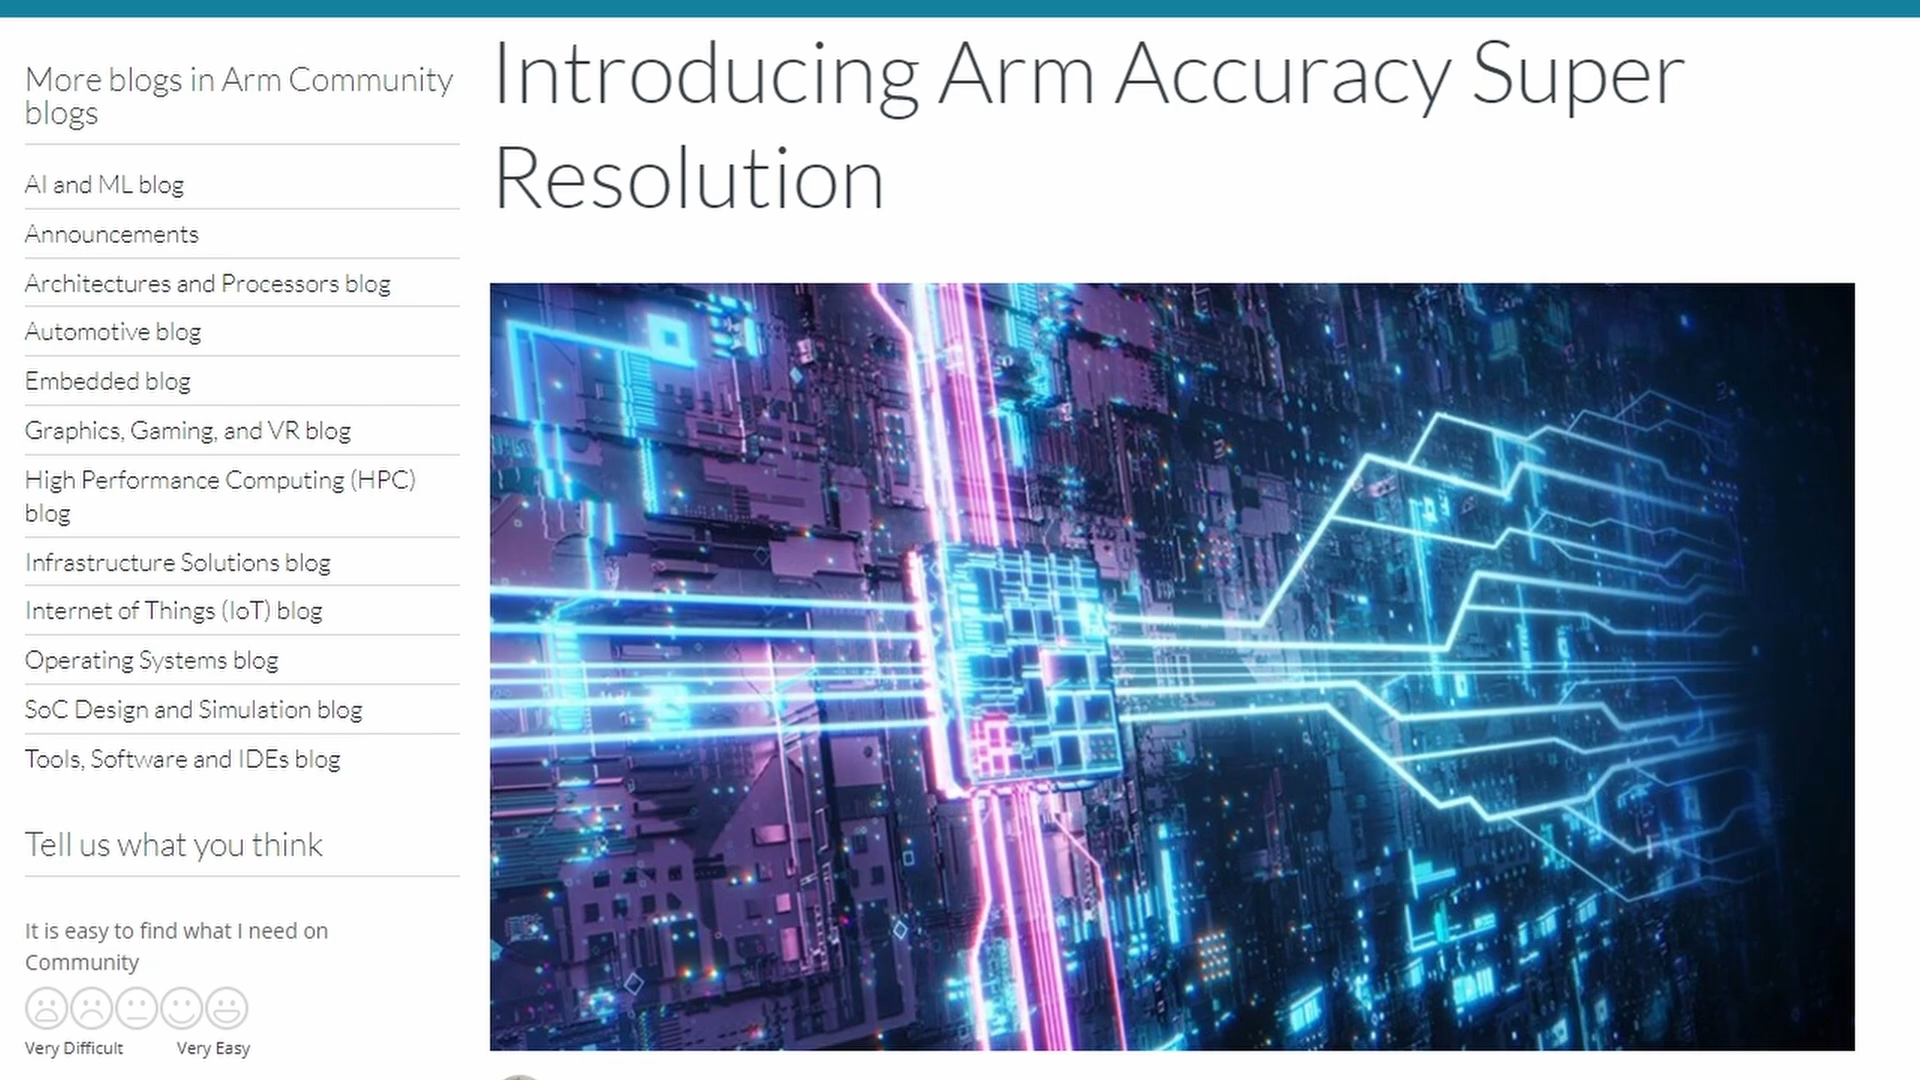 More blogs in Arm Community
blogs
AI and ML blog
Announcements
Architectures and Processors blog
Automotive blog
Embedded blog
Graphics, Gaming, and VR blog
High Performance Computing (HPC)
blog
Infrastructure Solutions blog
Internet of Things (IoT) blog
Operating Systems blog
SoC Design and Simulation blog
Tools, Software and IDEs blog
Tell us what you think
It is easy to find what I need on
Community
Very Difficult Very Easy
Introducing Arm Accuracy Super
Resolution